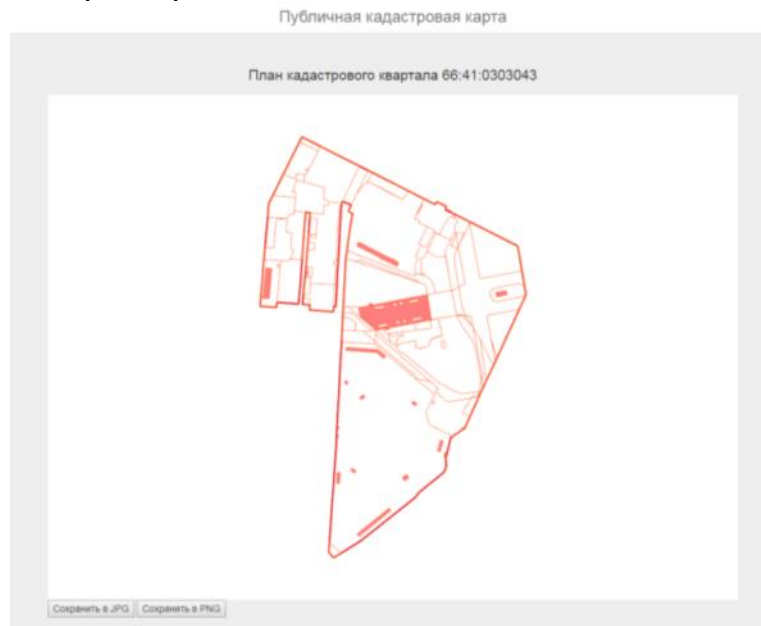 Публичная кадастровая карта
План кадастрового квартала 66:41:0303043
Сохранить в JPG
Сохранить в PNG